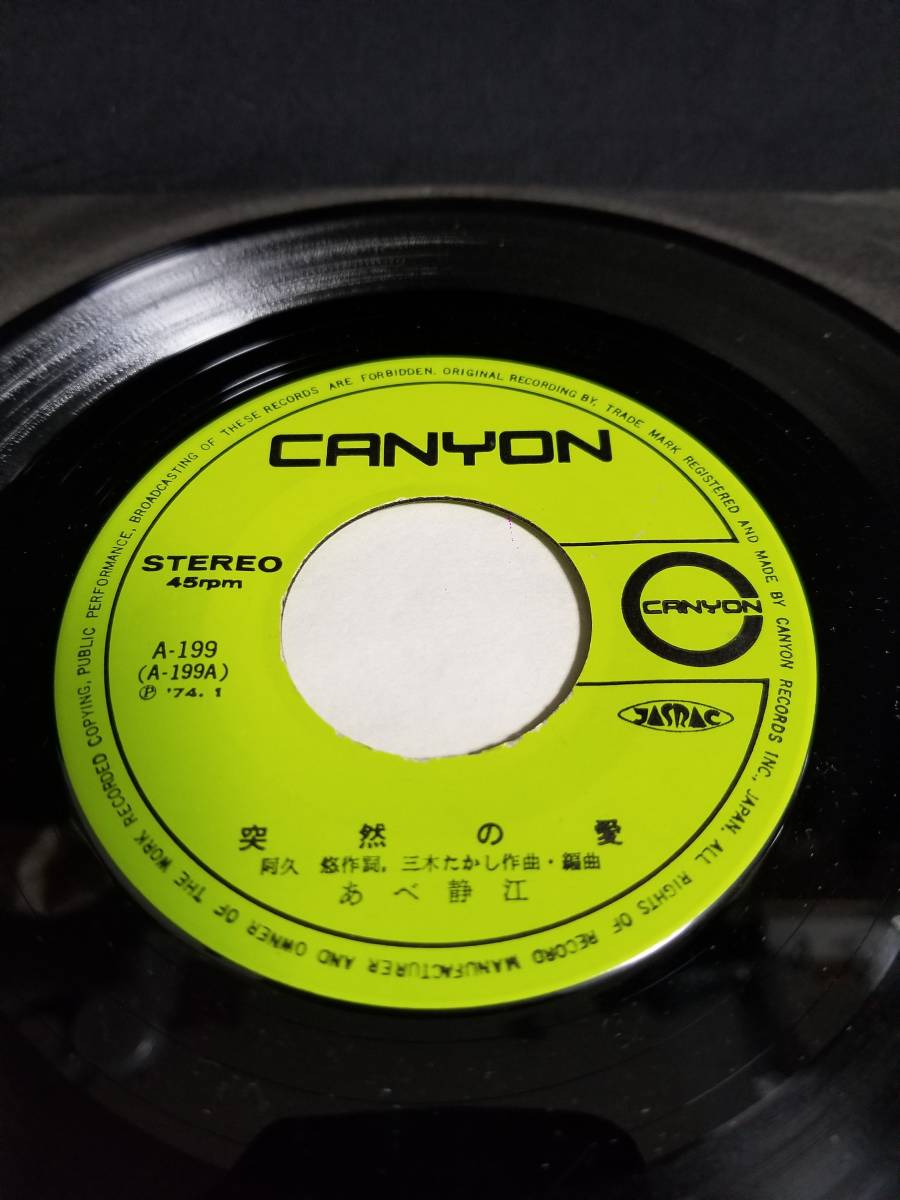 CANYON
STEREO
45rpm
A-199
(A-199A)
Ⓟ '74.1
CANYON
JASRAC
突然の愛
阿久 悠作詞, 三木たかし作曲・編曲
あべ静江
ORIGINAL RECORDING BY, TRADE MARK REGISTERED AND MADE BY CANYON RECORDS INC., JAPAN. ALL RIGHTS OF RECORD MANUFACTURER AND OWNER OF THE WORK RECORDED COPYING, PUBLIC PERFORMANCE, BROADCASTING OF THESE RECORDS ARE FORBIDDEN.